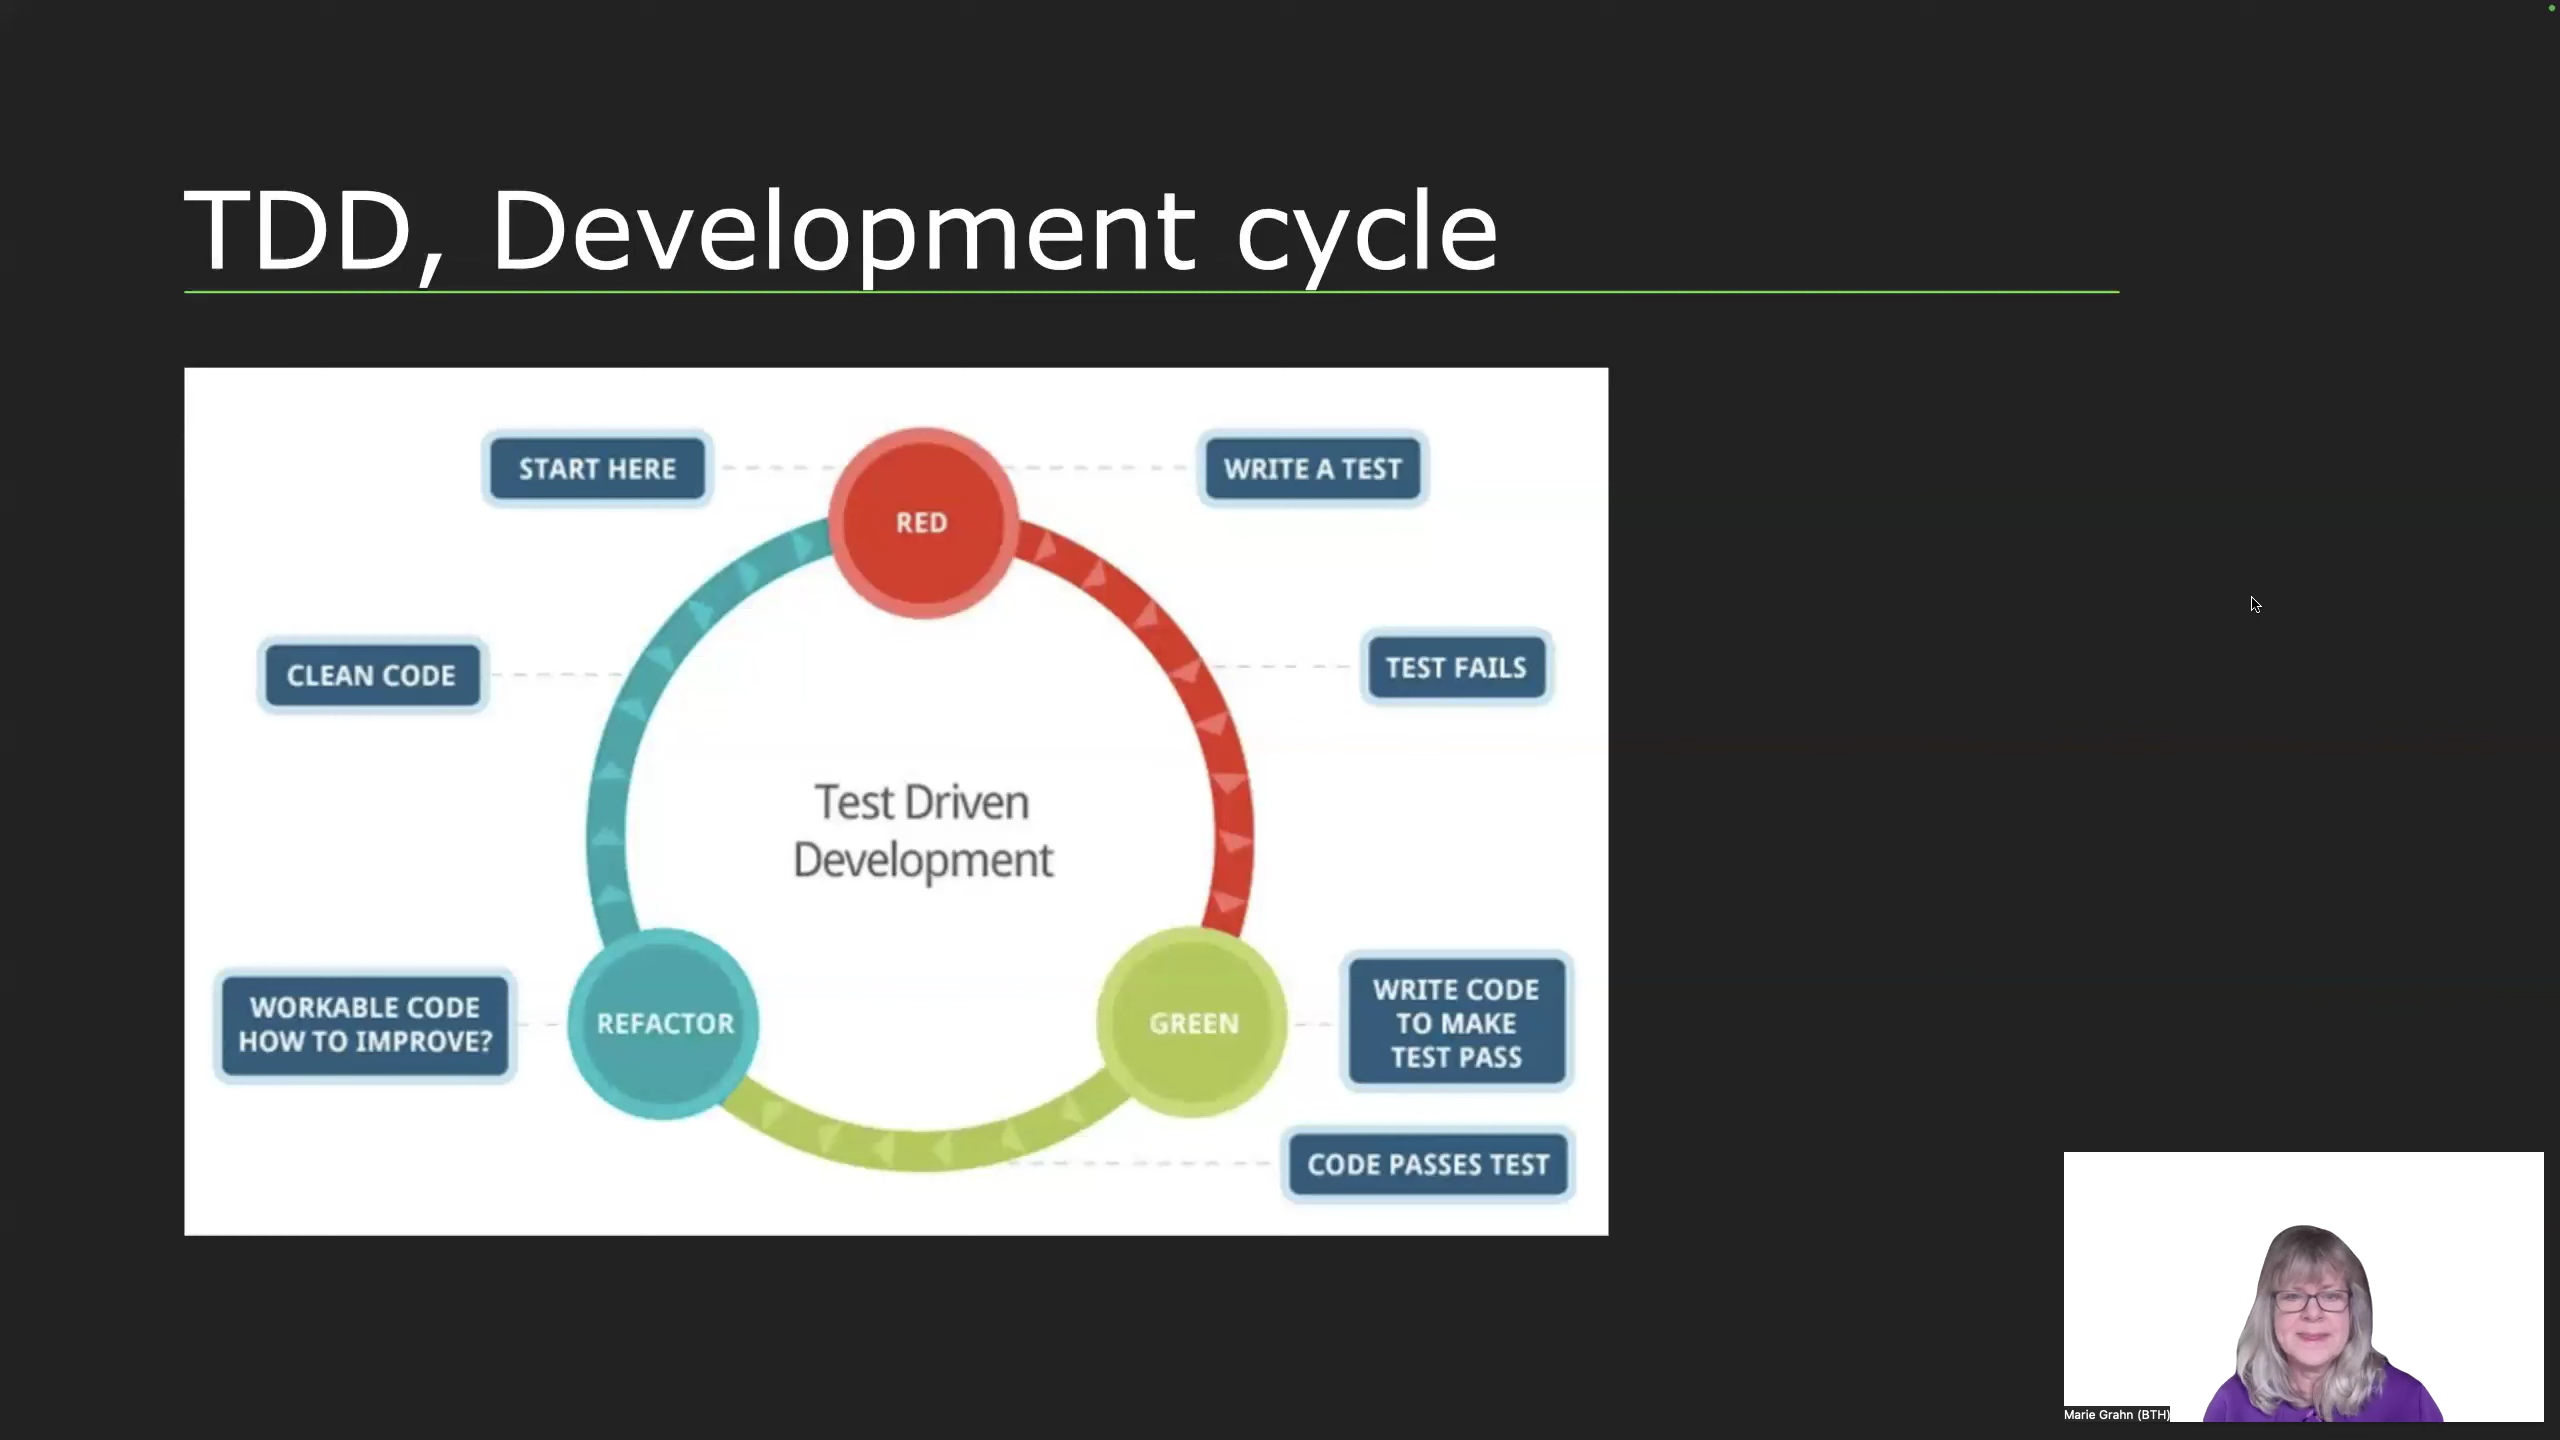 TDD, Development cycle
START HERE
RED
WRITE A TEST
CLEAN CODE
TEST FAILS
Test Driven
Development
WORKABLE CODE
HOW TO IMPROVE?
REFACTOR
GREEN
WRITE CODE
TO MAKE
TEST PASS
CODE PASSES TEST
Marie Grahn (BTH)